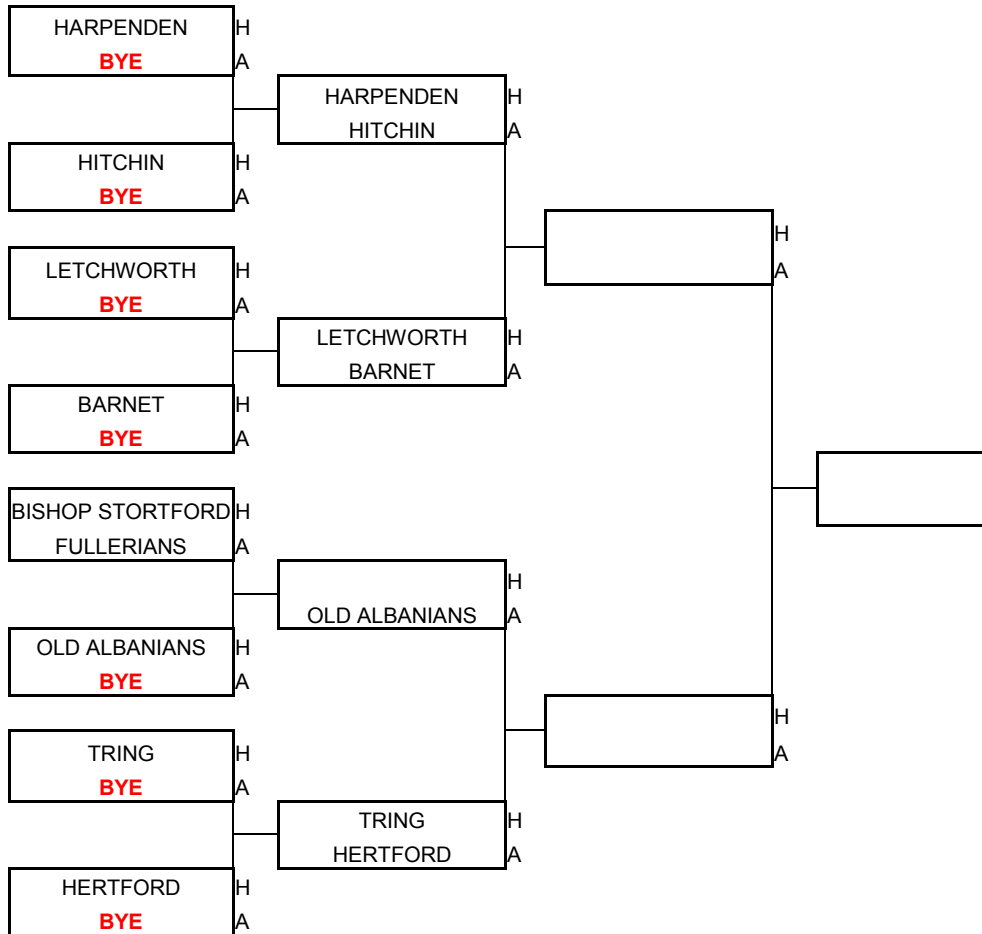 HARPENDEN H
BYE A
HITCHIN H
BYE A
LETCHWORTH H
BYE A
BARNET H
BYE A
BISHOP STORTFORD H
FULLERIANS A
OLD ALBANIANS H
BYE A
TRING H
BYE A
HERTFORD H
BYE A
HARPENDEN H
HITCHIN A
LETCHWORTH H
BARNET A
H
OLD ALBANIANS A
TRING H
HERTFORD A
H
A
H
A